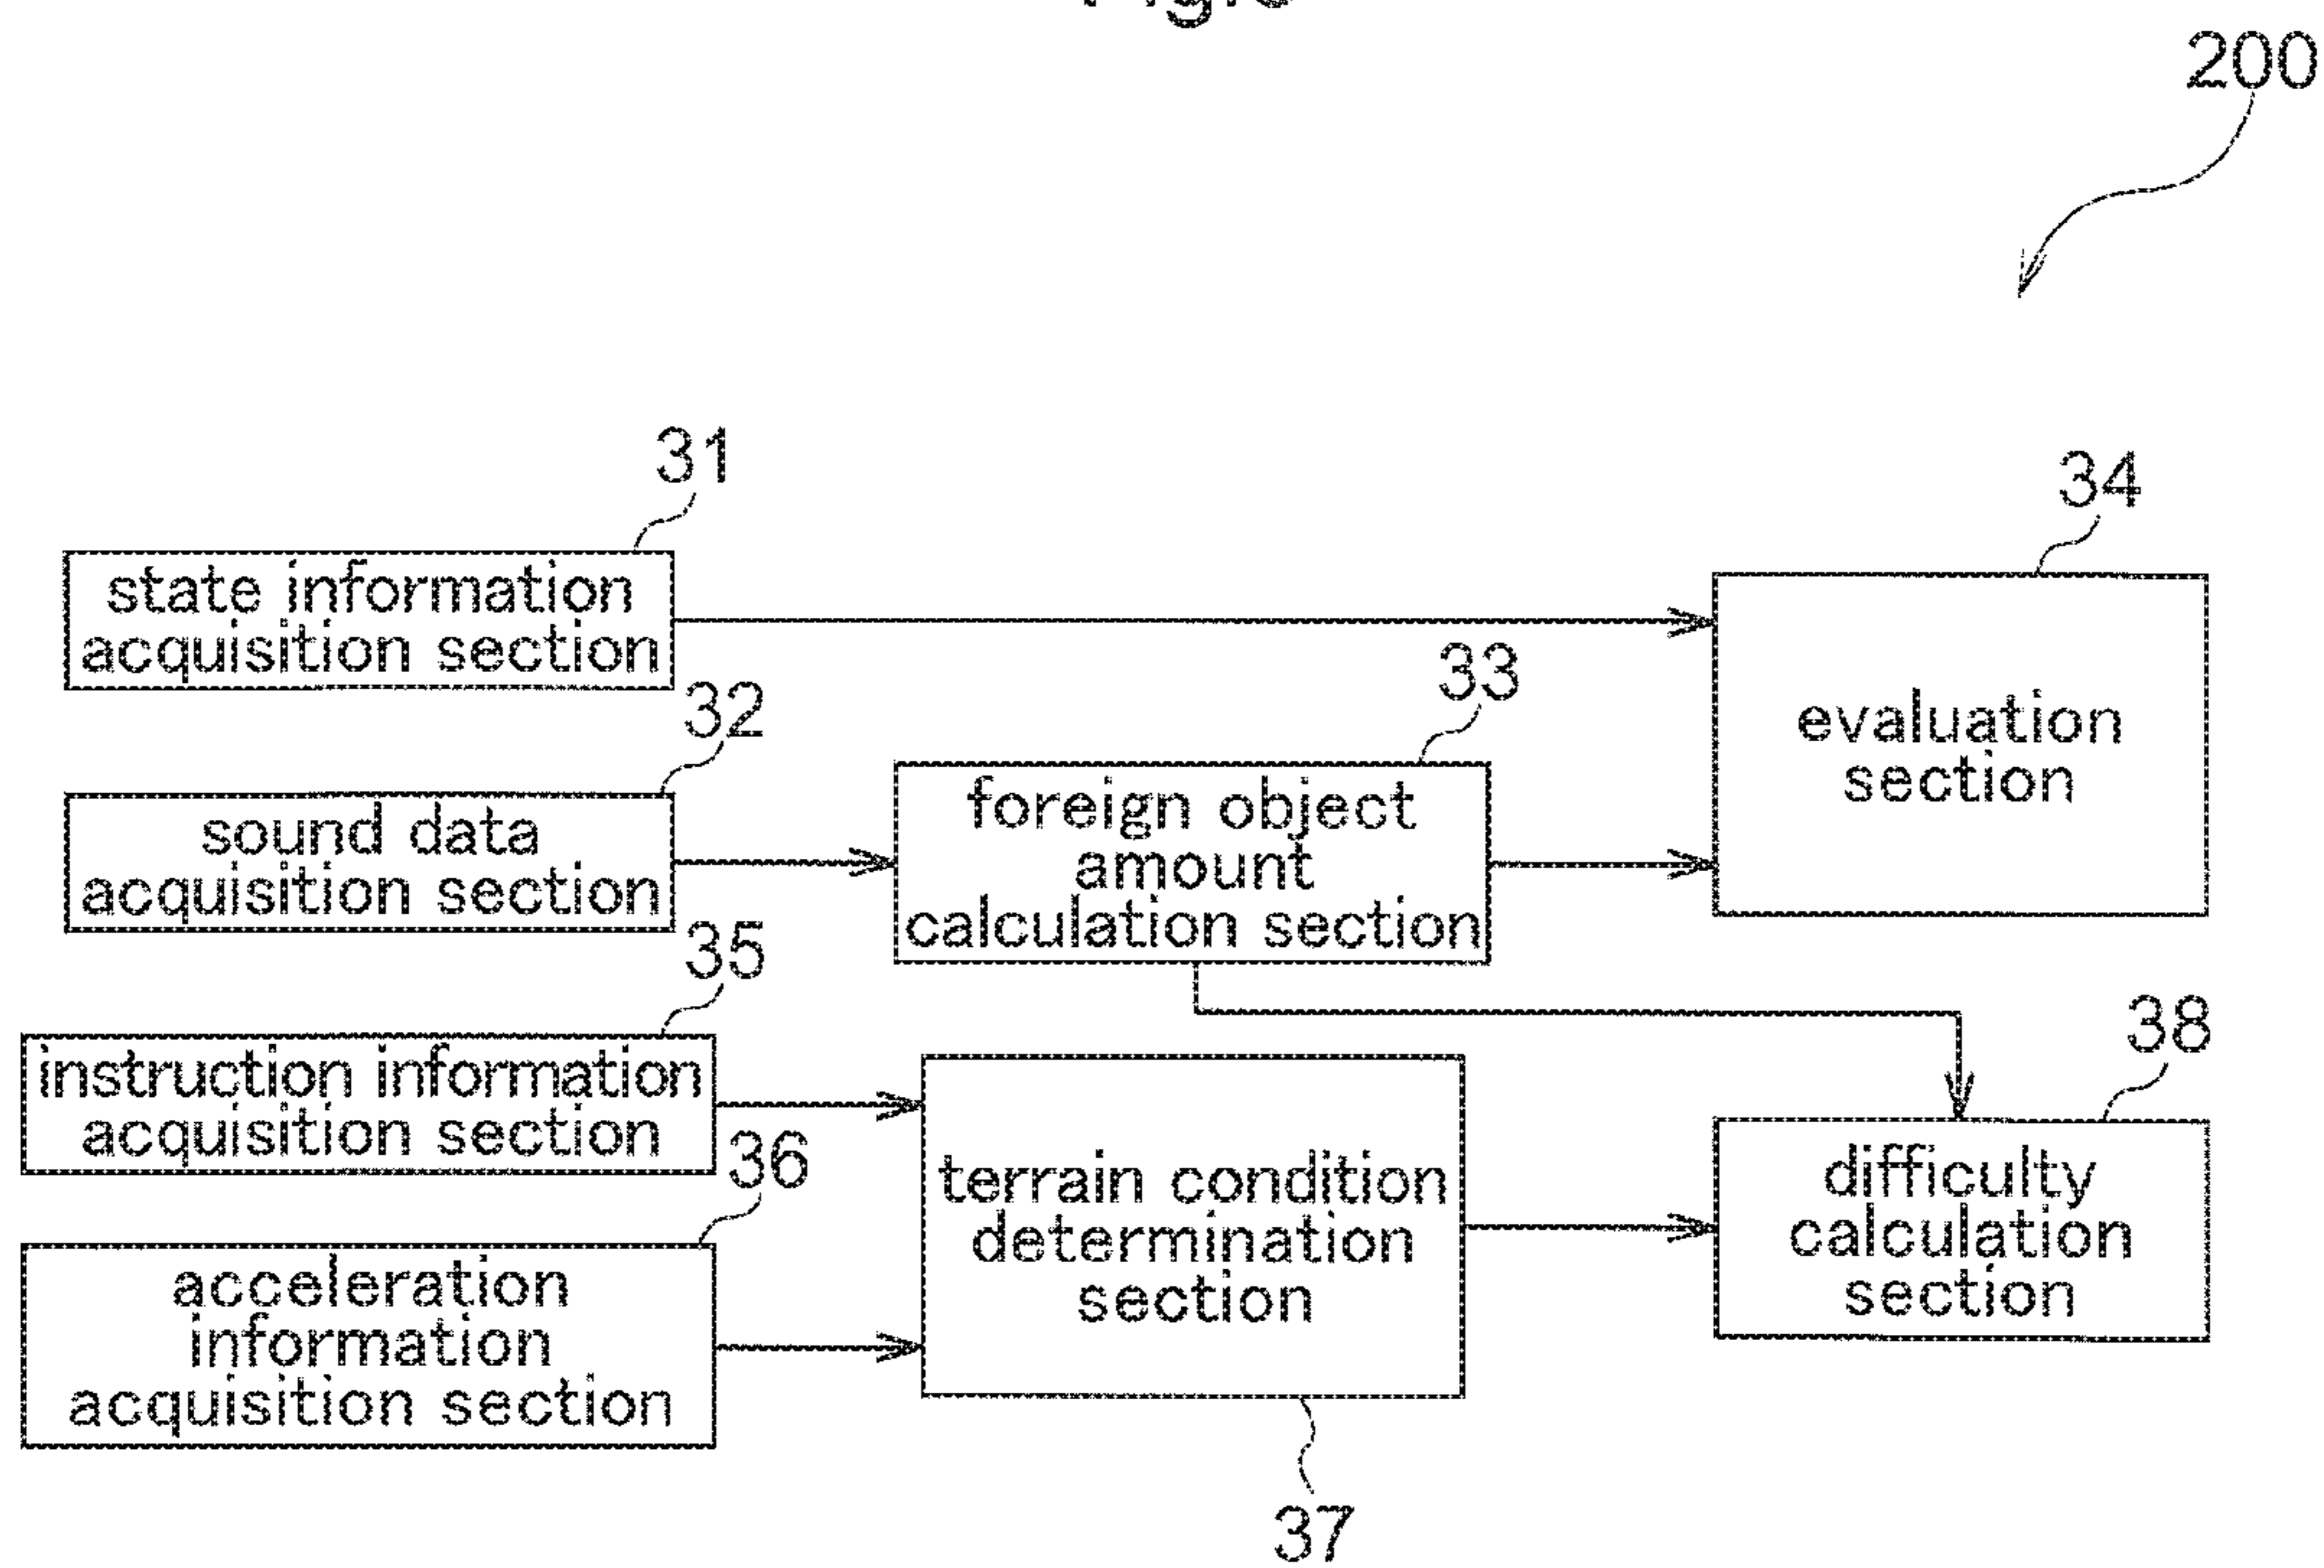 200
31
state information
acquisition section
34
evaluation
section
32
sound data
acquisition section
33
foreign object
amount
calculation section
35
instruction information
acquisition section
36
acceleration
information
acquisition section
terrain condition
determination
section
37
38
difficulty
calculation
section